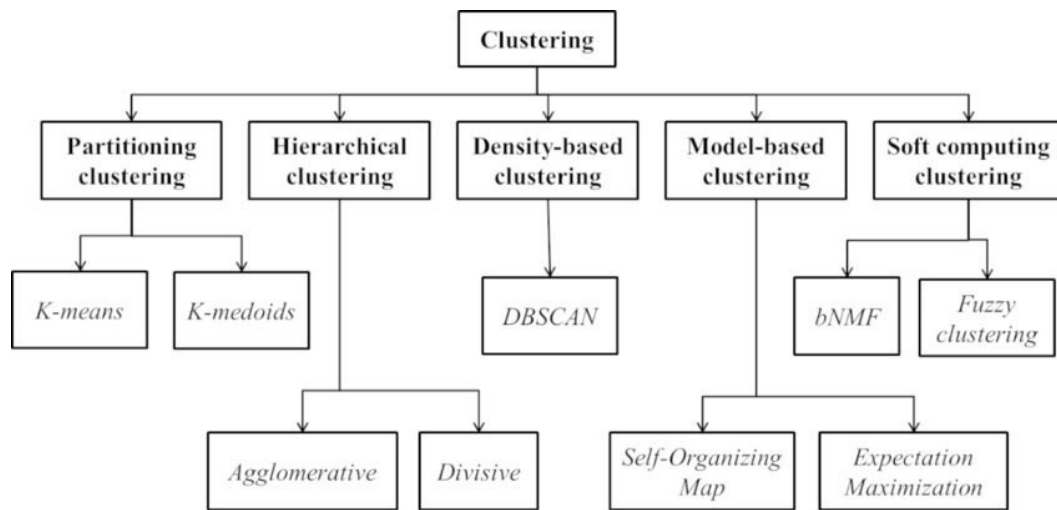 Clustering
Partitioning
clustering
Hierarchical
clustering
Density-based
clustering
Model-based
clustering
Soft computing
clustering
K-means
K-medoids
DBSCAN
bNMF
Fuzzy
clustering
Agglomerative
Divisive
Self-Organizing
Map
Expectation
Maximization